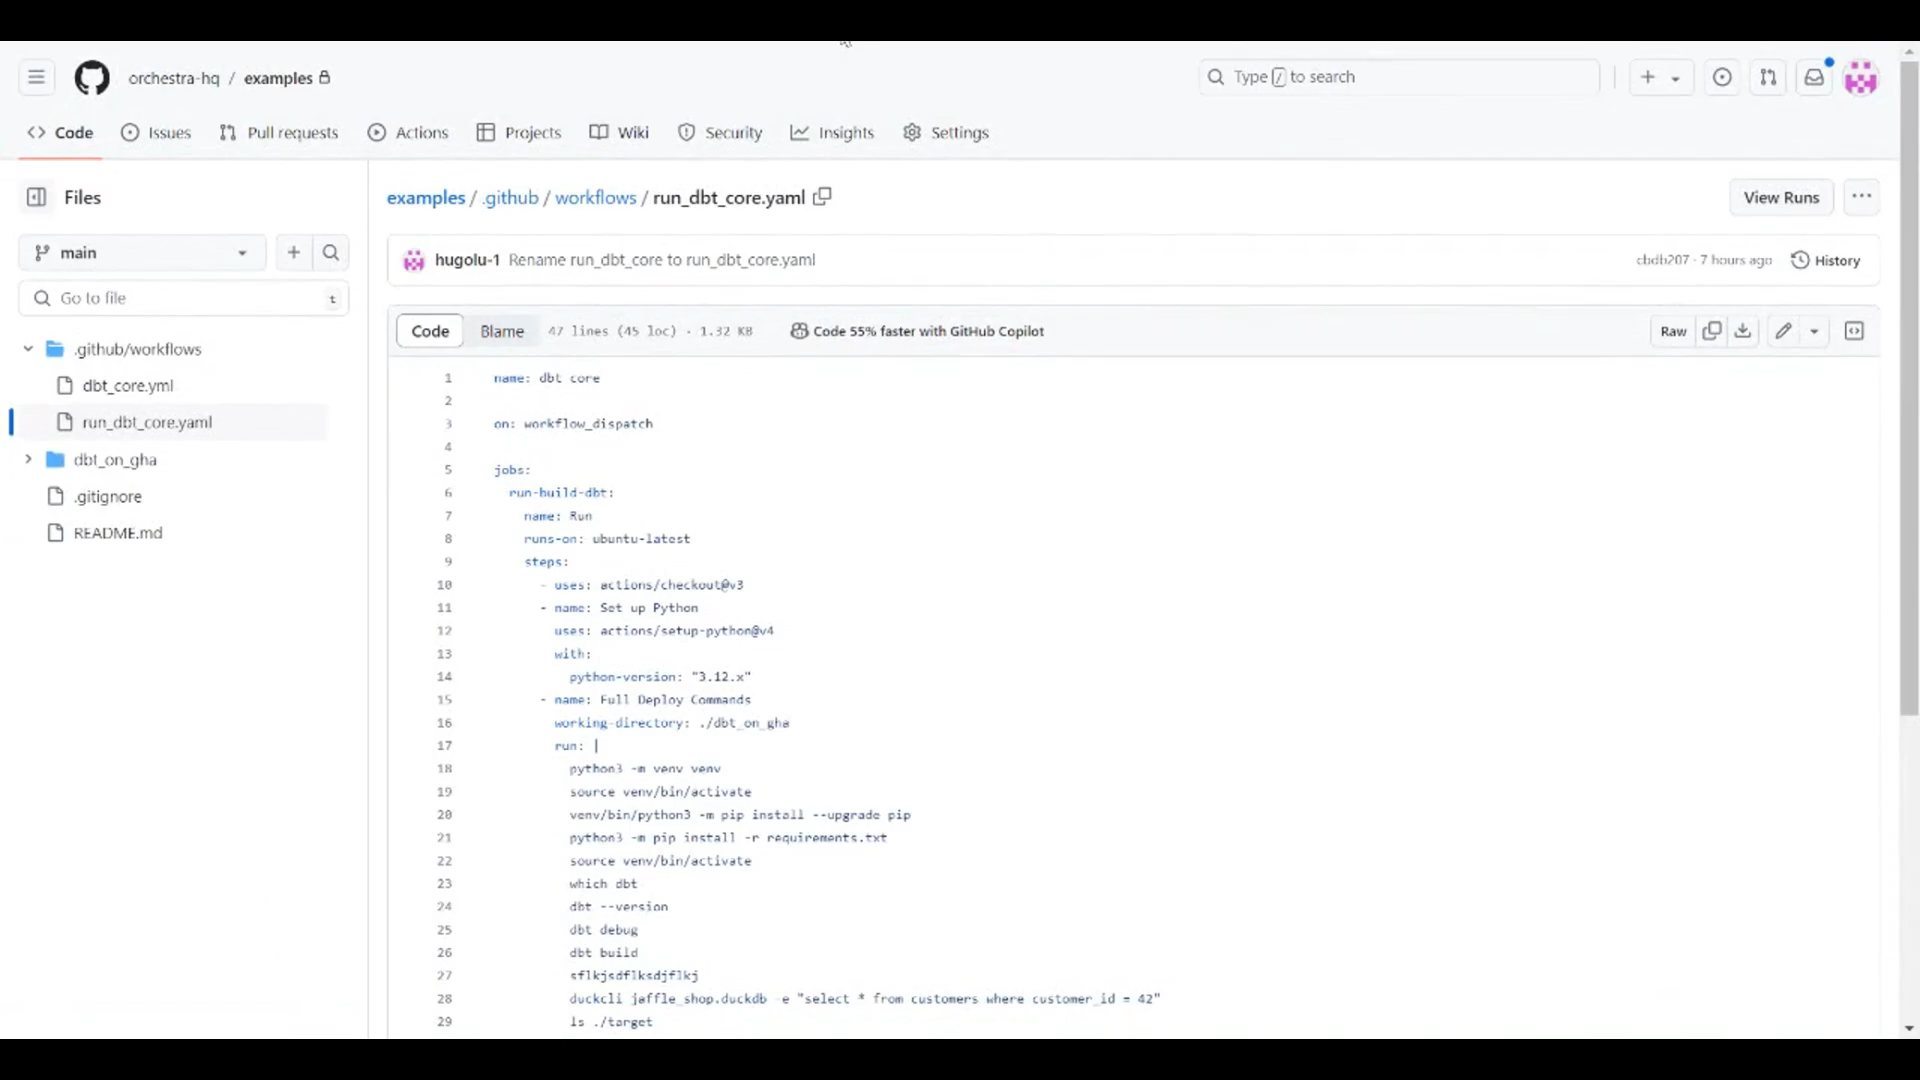 orchestra-hq / examples
Type / to search
Code Issues Pull requests Actions Projects Wiki Security Insights Settings
Files
examples / .github / workflows / run_dbt_core.yaml
View Runs
main
hugolu-1 Rename run_dbt_core to run_dbt_core.yaml
cbdb207 · 7 hours ago History
Go to file t
Code Blame 47 lines (45 loc) · 1.32 KB Code 55% faster with GitHub Copilot
Raw
.github/workflows
dbt_core.yml
run_dbt_core.yaml
dbt_on_gha
.gitignore
README.md
1 name: dbt core
2
3 on: workflow_dispatch
4
5 jobs:
6 run-build-dbt:
7 name: Run
8 runs-on: ubuntu-latest
9 steps:
10 - uses: actions/checkout@v3
11 - name: Set up Python
12 uses: actions/setup-python@v4
13 with:
14 python-version: "3.12.x"
15 - name: Full Deploy Commands
16 working-directory: ./dbt_on_gha
17 run: |
18 python3 -m venv venv
19 source venv/bin/activate
20 venv/bin/python3 -m pip install --upgrade pip
21 python3 -m pip install -r requirements.txt
22 source venv/bin/activate
23 which dbt
24 dbt --version
25 dbt debug
26 dbt build
27 sflkjsdflksdjflkj
28 duckcli jaffle_shop.duckdb -e "select * from customers where customer_id = 42"
29 ls ./target